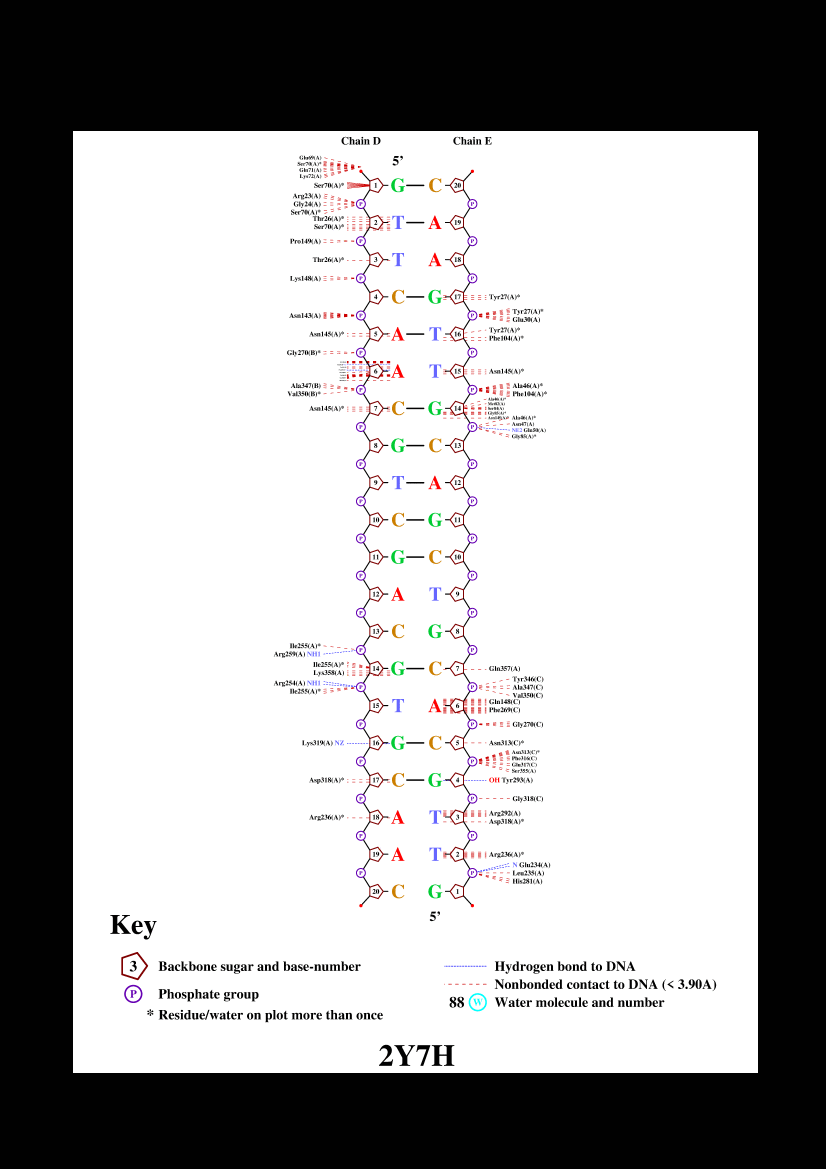 Chain D Chain E
5'
Glu69(A)
Ser70(A)*
Glu71(A)
Lys72(A)
Ser70(A)* 1 G C 20
Arg23(A)
Gly24(A)
Ser70(A)*
P P
Thr26(A)*
Ser70(A)*
2 T A 19
Pro149(A) P P
Thr26(A)* 3 T A 18
Lys148(A) P P
4 C G 17 Tyr27(A)*
Asn143(A) P P Tyr27(A)*
Glu30(A)
Asn145(A)* 5 A T 16 Tyr27(A)*
Phe104(A)*
Gly270(B)* P P
6 A T 15 Asn145(A)*
Ala347(B)
Val350(B)*
P P Ala46(A)*
Phe104(A)*
Asn145(A)* 7 C G 14
P P Ala46(A)*
Asn47(A)
NE2 Gln50(A)
Gly85(A)*
8 G C 13
P P
9 T A 12
P P
10 C G 11
P P
11 G C 10
P P
12 A T 9
P P
13 C G 8
Ile255(A)*
Arg259(A) NH1
P P
Ile255(A)*
Lys358(A)
14 G C 7 Gln357(A)
Arg254(A) NH1
Ile255(A)*
P P Tyr346(C)
Ala347(C)
Val350(C)
15 T A 6 Gln148(C)
Phe269(C)
P P Gly270(C)
Lys319(A) NZ 16 G C 5 Asn313(C)*
P P Asn313(C)*
Phe316(C)
Glu317(C)
Ser355(A)
Asp318(A)* 17 C G 4 OH Tyr293(A)
P P Gly318(C)
Arg236(A)* 18 A T 3 Arg292(A)
Asp318(A)*
P P
19 A T 2 Arg236(A)*
P P N Glu234(A)
Leu235(A)
His281(A)
20 C G 1
5'
Key
3 Backbone sugar and base-number
P Phosphate group
* Residue/water on plot more than once
Hydrogen bond to DNA
Nonbonded contact to DNA (< 3.90A)
88 W Water molecule and number
2Y7H